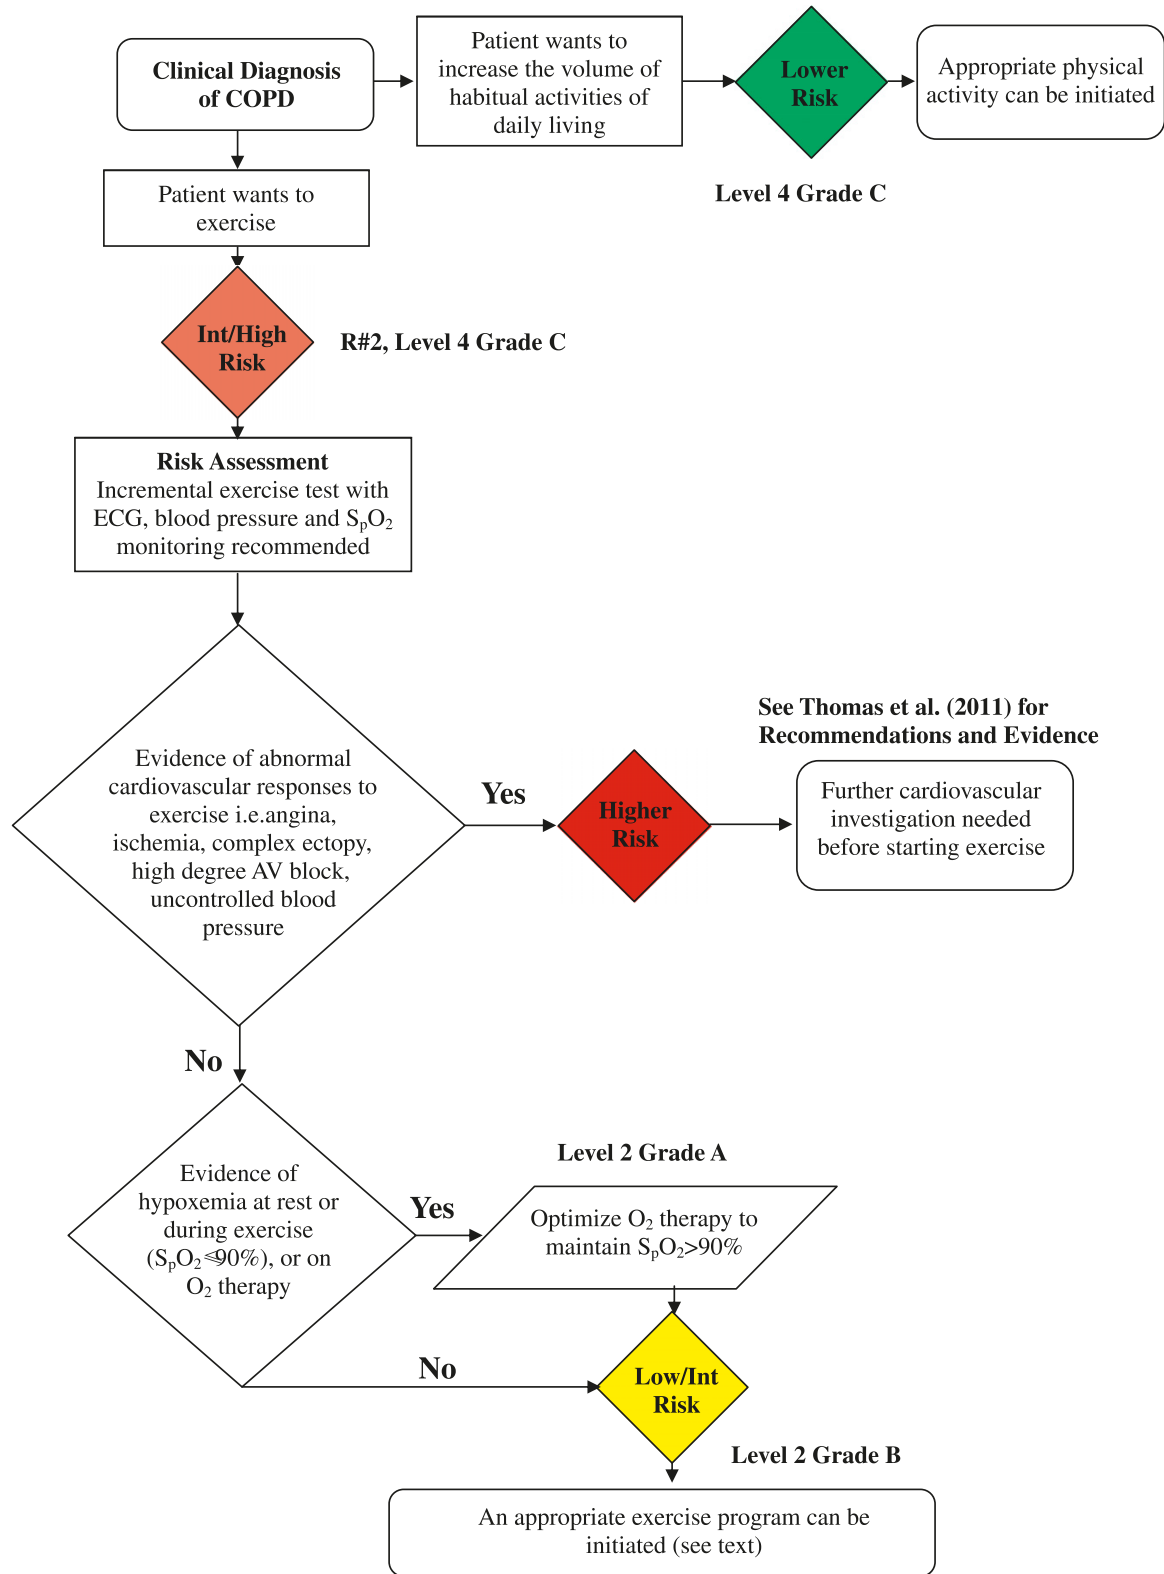 Clinical Diagnosis
of COPD
Patient wants to
increase the volume of
habitual activities of
daily living
Lower
Risk
Appropriate physical
activity can be initiated
Level 4 Grade C
Patient wants to
exercise
Int/High
Risk
R#2, Level 4 Grade C
Risk Assessment
Incremental exercise test with
ECG, blood pressure and SpO2
monitoring recommended
Evidence of abnormal
cardiovascular responses to
exercise i.e.angina,
ischemia, complex ectopy,
high degree AV block,
uncontrolled blood
pressure
Yes
Higher
Risk
See Thomas et al. (2011) for
Recommendations and Evidence
Further cardiovascular
investigation needed
before starting exercise
No
Evidence of
hypoxemia at rest or
during exercise
(SpO2≤90%), or on
O2 therapy
Yes
Level 2 Grade A
Optimize O2 therapy to
maintain SpO2>90%
No
Low/Int
Risk
Level 2 Grade B
An appropriate exercise program can be
initiated (see text)